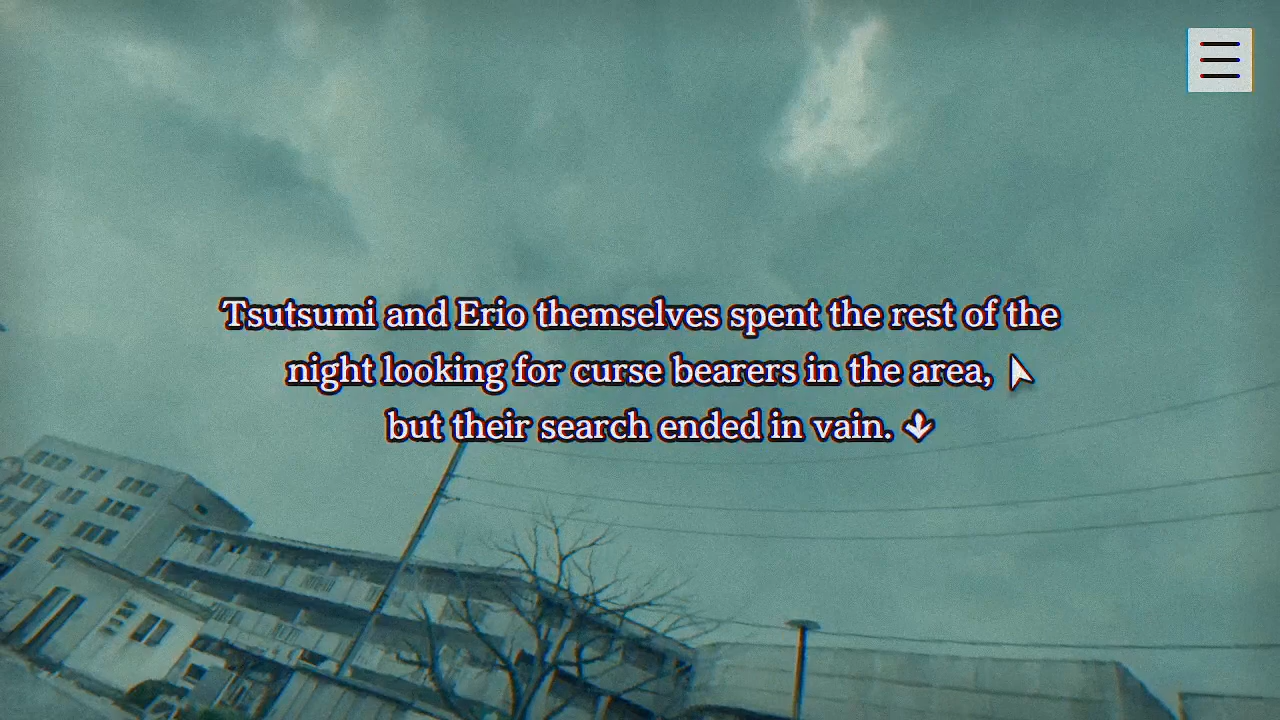 Tsutsumi and Erio themselves spent the rest of the
night looking for curse bearers in the area,
but their search ended in vain.